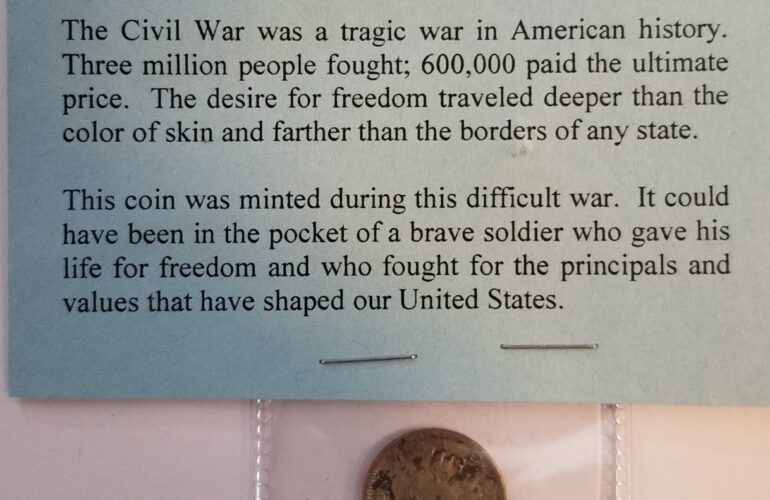 The Civil War was a tragic war in American history.
Three million people fought; 600,000 paid the ultimate
price. The desire for freedom traveled deeper than the
color of skin and farther than the borders of any state.
This coin was minted during this difficult war. It could
have been in the pocket of a brave soldier who gave his
life for freedom and who fought for the principals and
values that have shaped our United States.